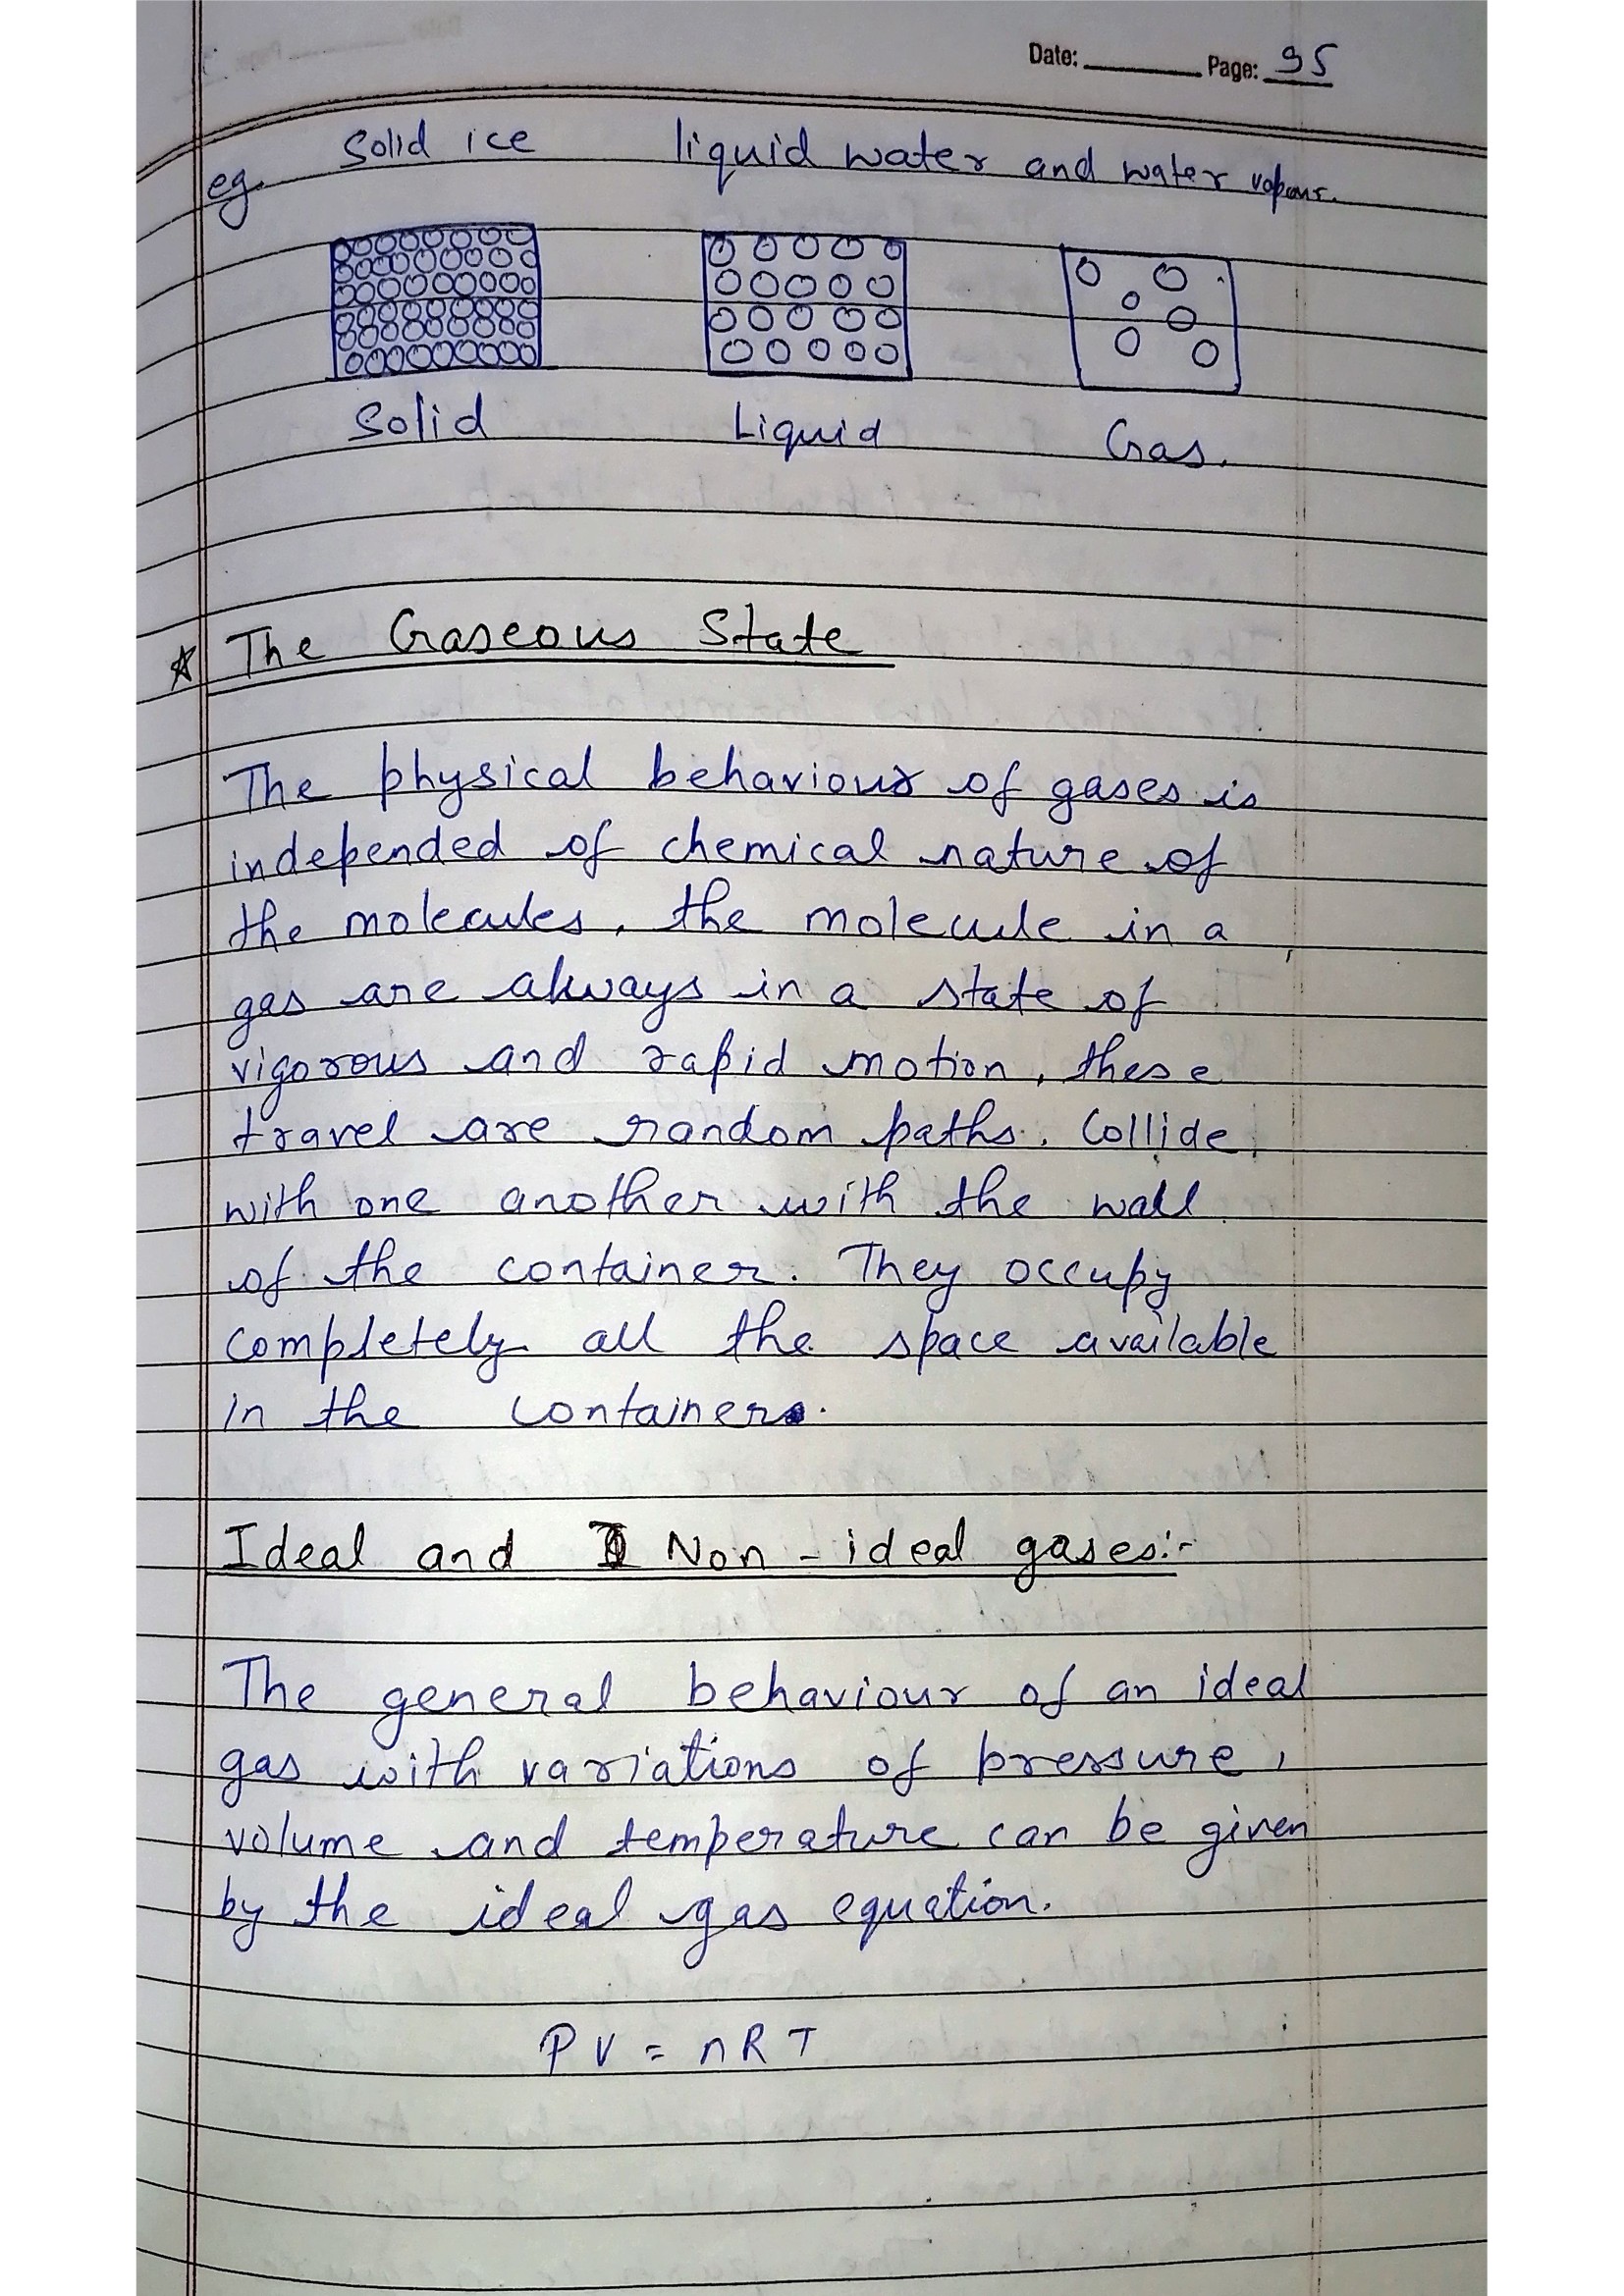 Date: Page: 95
eg. Solid ice liquid water and water vapour.
Solid Liquid Gas.
☆ The Gaseous State
The physical behaviour of gases is
independed of chemical nature of
the molecules, the molecule in a
gas are always in a state of
vigorous and rapid motion, these
travel are random paths. Collide
with one another with the wall
of the container. They occupy
completely all the space available
in the container.
Ideal and Non-ideal gases:-
The general behaviour of an ideal
gas with variations of pressure,
volume and temperature can be given
by the ideal gas equation.
PV = nRT